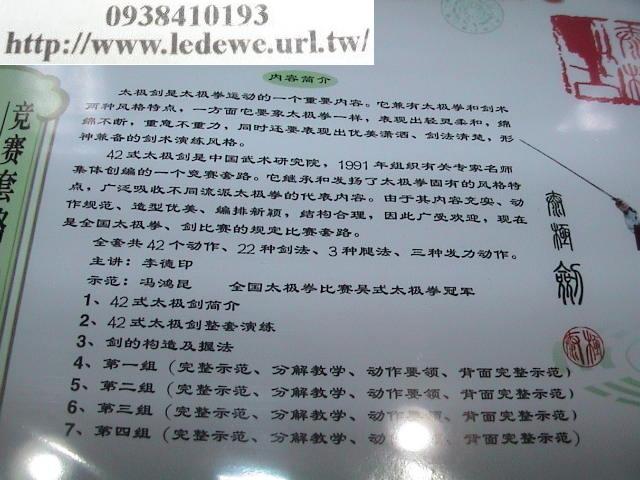 0938410193
http://www.ledewe.url.tw/
内容简介
太极剑是太极拳运动的一个重要内容。它兼有太极拳和剑术
两种风格特点，一方面它要象太极拳一样，表现出轻灵柔和，绵
绵不断，重意不重力，同时还要表现出优美潇洒、剑法清楚，形
神兼备的剑术演练风格。
42式太极剑是中国武术研究院，1991年组织有关专家名师
集体创编的一个竞赛套路。它继承和发扬了太极拳固有的风格特
点，广泛吸收不同流派太极拳的代表内容。由于其内容充实、动
作规范、造型优美、编排新颖，结构合理，因此广受欢迎，现在
是全国太极拳、剑比赛的规定比赛套路。
全套共42个动作、22种剑法、3种腿法、三种发力动作。
主讲：李德印
示范：冯鸿昆 全国太极拳比赛吴式太极拳冠军
1、42式太极剑简介
2、42式太极剑整套演练
3、剑的构造及握法
4、第一组（完整示范、分解教学、动作要领、背面完整示范）
5、第二组（完整示范、分解教学、动作要领、背面完整示范）
6、第三组（完整示范、分解教学、动作要领、背面完整示范）
7、第四组（完整示范、分解教学、动作要领、背面完整示范）
竞赛套路
太极剑